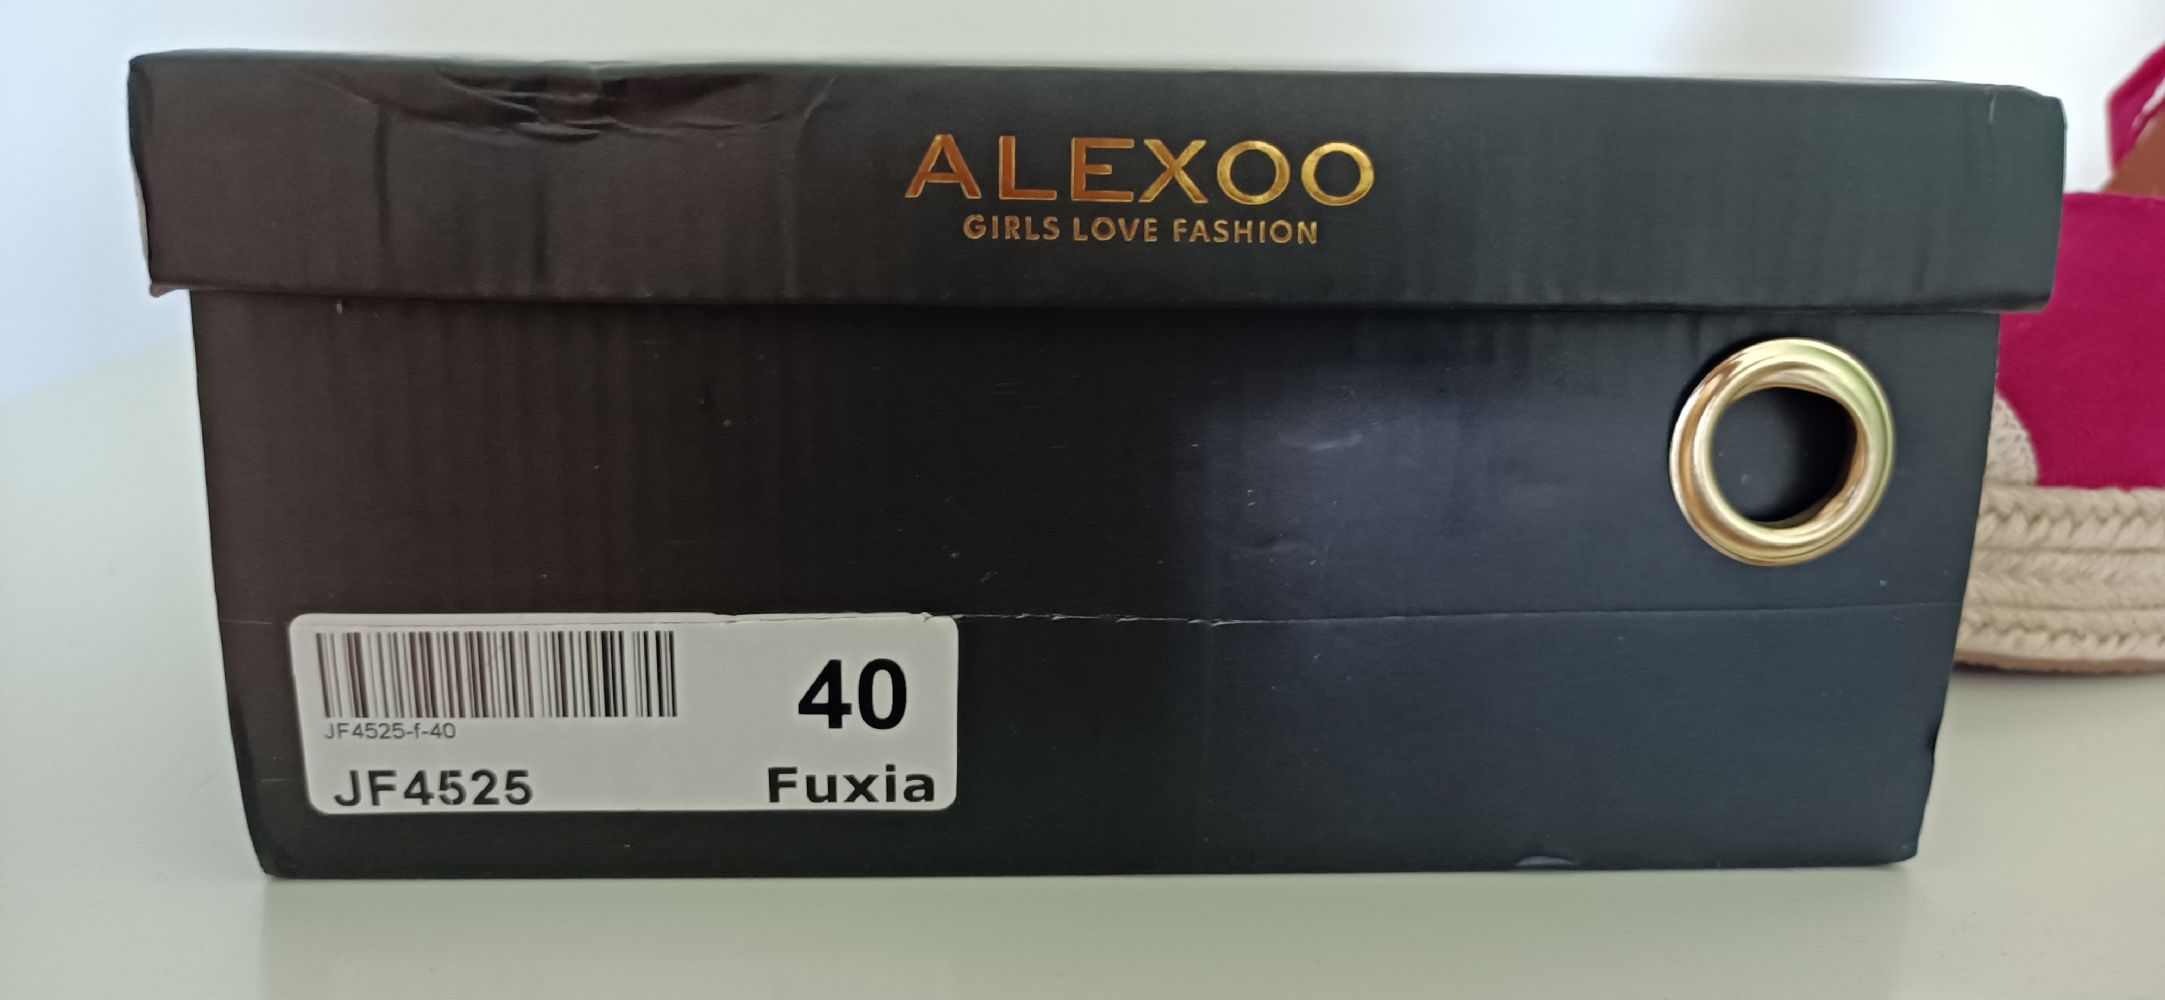 ALEXOO
GIRLS LOVE FASHION
40
JF4525-f-40
JF4525 Fuxia